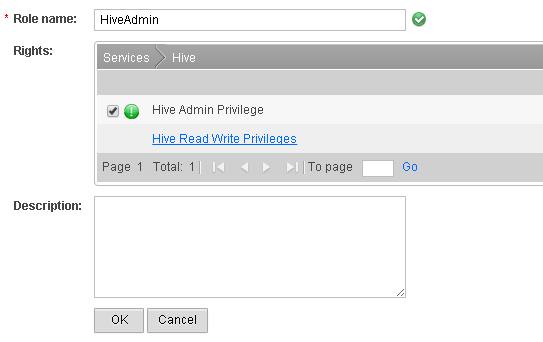 * Role name: HiveAdmin
Rights: Services Hive
Hive Admin Privilege
Hive Read Write Privileges
Page 1 Total: 1 To page Go
Description:
OK Cancel